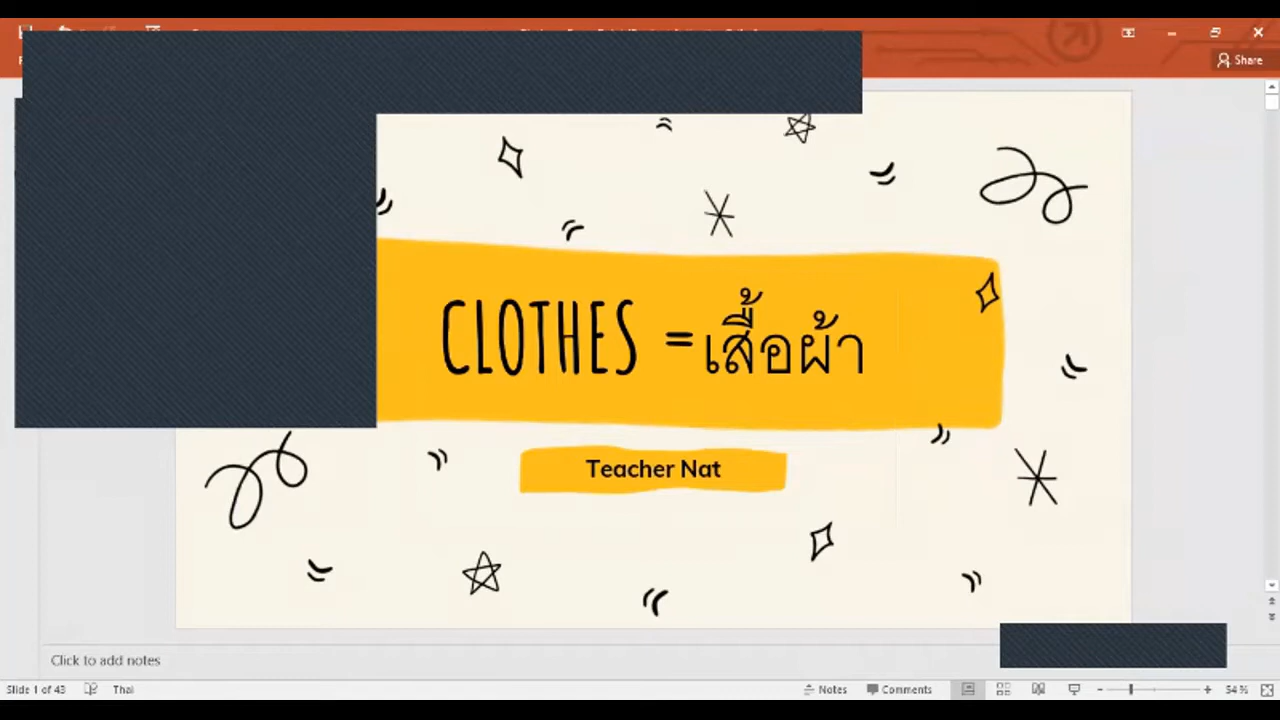 Share
CLOTHES = เสื้อผ้า
Teacher Nat
Click to add notes
Slide 1 of 43
Thai
Notes
Comments
54 %